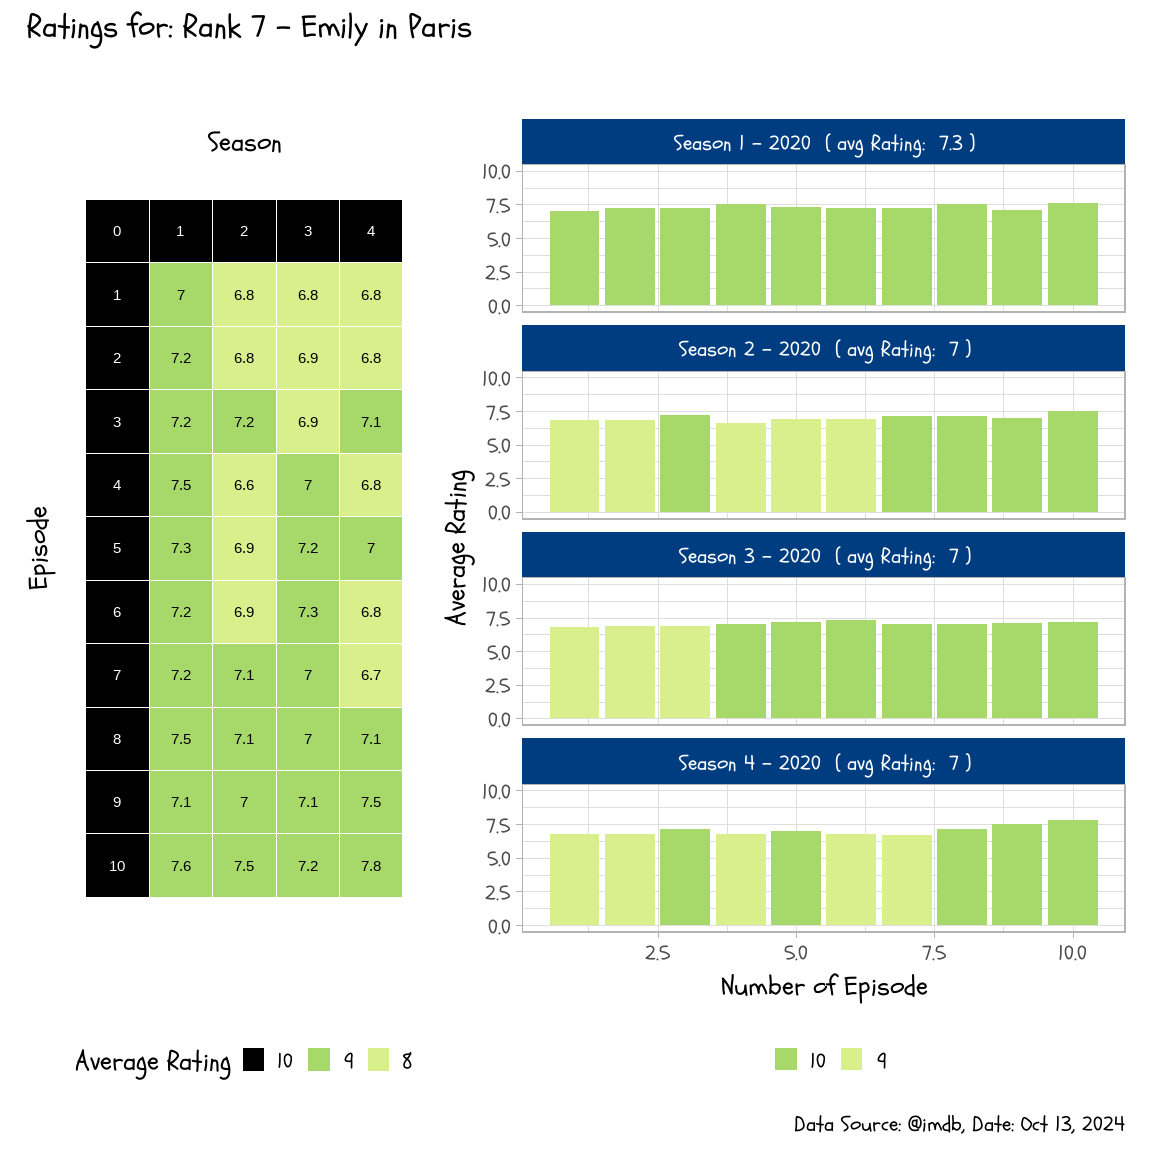 Ratings for: Rank 7 - Emily in Paris
Season
0 1 2 3 4
1 7 6.8 6.8 6.8
2 7.2 6.8 6.9 6.8
3 7.2 7.2 6.9 7.1
4 7.5 6.6 7 6.8
5 7.3 6.9 7.2 7
6 7.2 6.9 7.3 6.8
7 7.2 7.1 7 6.7
8 7.5 7.1 7 7.1
9 7.1 7 7.1 7.5
10 7.6 7.5 7.2 7.8
Episode
Average Rating 10 9 8
Average Rating
Season 1 - 2020 ( avg Rating: 7.3 )
10.0
7.5
5.0
2.5
0.0
Season 2 - 2020 ( avg Rating: 7 )
10.0
7.5
5.0
2.5
0.0
Season 3 - 2020 ( avg Rating: 7 )
10.0
7.5
5.0
2.5
0.0
Season 4 - 2020 ( avg Rating: 7 )
10.0
7.5
5.0
2.5
0.0
2.5 5.0 7.5 10.0
Number of Episode
10 9
Data Source: @imdb, Date: Oct 13, 2024